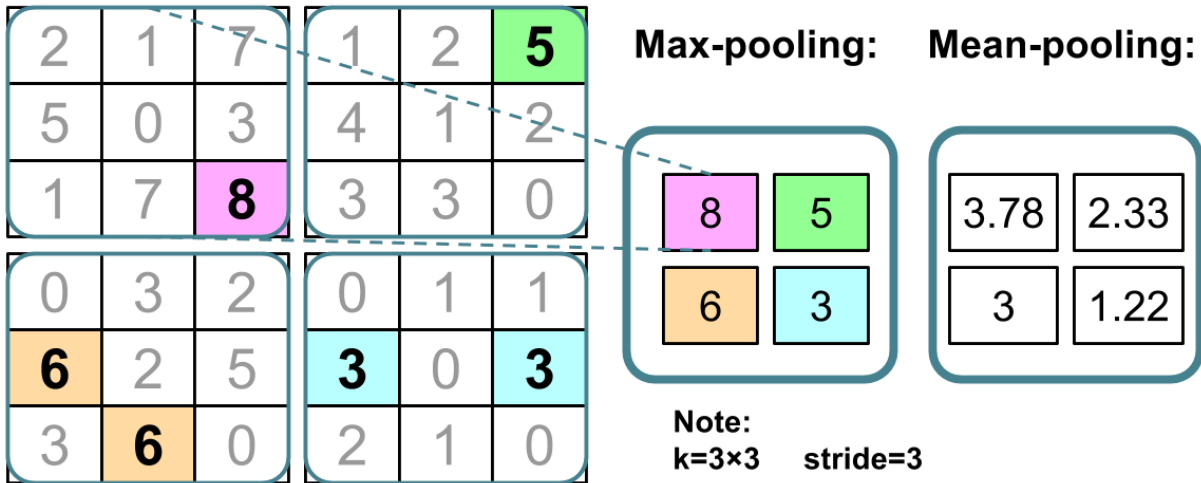 2 1 7 1 2 5
5 0 3 4 1 2
1 7 8 3 3 0
0 3 2 0 1 1
6 2 5 3 0 3
3 6 0 2 1 0
Max-pooling:
8 5
6 3
Mean-pooling:
3.78 2.33
3 1.22
Note:
k=3×3 stride=3